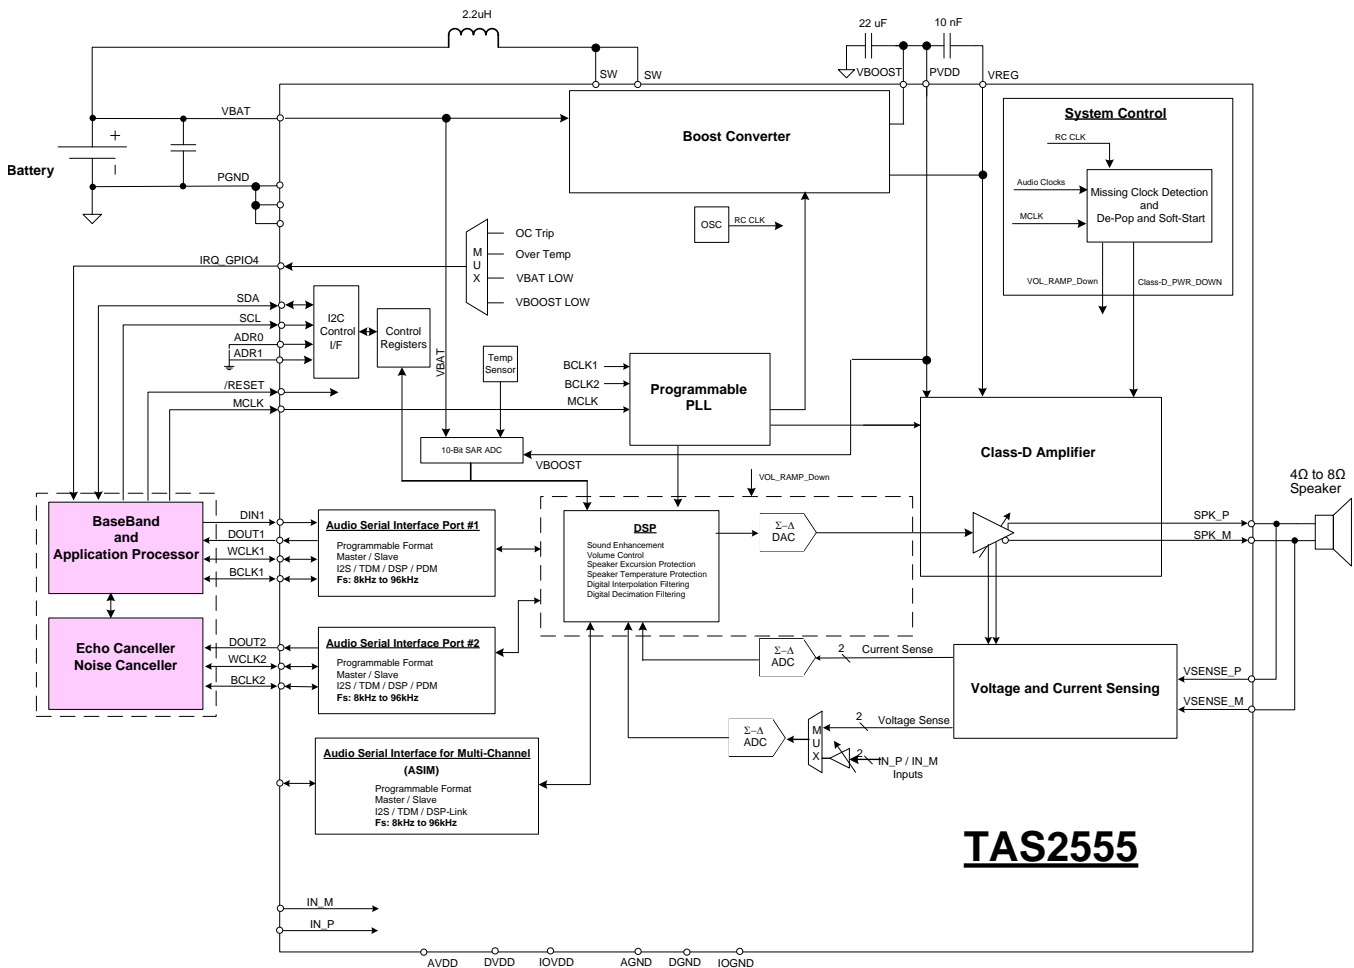 2.2uH
22 uF
10 nF
SW
SW
VBOOST
PVDD
VREG
VBAT
Boost Converter
System Control
RC CLK
Audio Clocks
MCLK
Missing Clock Detection
and
De-Pop and Soft-Start
VOL_RAMP_Down
Class-D_PWR_DOWN
+
Battery
PGND
OSC
RC CLK
MUX
OC Trip
Over Temp
VBAT LOW
VBOOST LOW
IRQ_GPIO4
SDA
SCL
ADR0
ADR1
I2C
Control
I/F
Control
Registers
VBAT
Temp
Sensor
/RESET
MCLK
BCLK1
BCLK2
MCLK
Programmable
PLL
10-Bit SAR ADC
VBOOST
Class-D Amplifier
VOL_RAMP_Down
4Ω to 8Ω
Speaker
SPK_P
SPK_M
BaseBand
and
Application Processor
DIN1
DOUT1
WCLK1
BCLK1
Audio Serial Interface Port #1
Programmable Format
Master / Slave
I2S / TDM / DSP / PDM
Fs: 8kHz to 96kHz
DSP
Sound Enhancement
Volume Control
Speaker Excursion Protection
Speaker Temperature Protection
Digital Interpolation Filtering
Digital Decimation Filtering
Σ–Δ
DAC
Echo Canceller
Noise Canceller
DOUT2
WCLK2
BCLK2
Audio Serial Interface Port #2
Programmable Format
Master / Slave
I2S / TDM / DSP / PDM
Fs: 8kHz to 96kHz
Σ–Δ
ADC
2
Current Sense
Voltage and Current Sensing
VSENSE_P
VSENSE_M
Σ–Δ
ADC
MUX
2
Voltage Sense
2
IN_P / IN_M
Inputs
Audio Serial Interface for Multi-Channel
(ASIM)
Programmable Format
Master / Slave
I2S / TDM / DSP-Link
Fs: 8kHz to 96kHz
TAS2555
IN_M
IN_P
AVDD
DVDD
IOVDD
AGND
DGND
IOGND